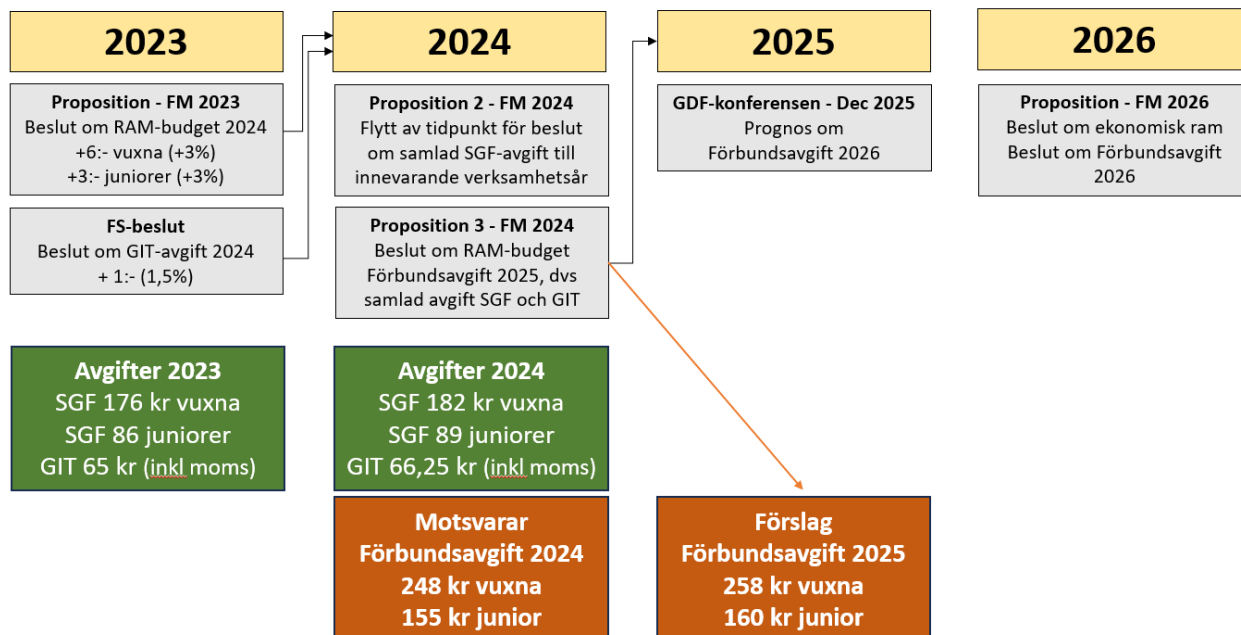 2023
Proposition - FM 2023
Beslut om RAM-budget 2024
+6:- vuxna (+3%)
+3:- juniorer (+3%)
FS-beslut
Beslut om GIT-avgift 2024
+ 1:- (1,5%)
Avgifter 2023
SGF 176 kr vuxna
SGF 86 juniorer
GIT 65 kr (inkl moms)
2024
Proposition 2 - FM 2024
Flytt av tidpunkt för beslut
om samlad SGF-avgift till
innevarande verksamhetsår
Proposition 3 - FM 2024
Beslut om RAM-budget
Förbundsavgift 2025, dvs
samlad avgift SGF och GIT
Avgifter 2024
SGF 182 kr vuxna
SGF 89 juniorer
GIT 66,25 kr (inkl moms)
Motsvarar
Förbundsavgift 2024
248 kr vuxna
155 kr junior
2025
GDF-konferensen - Dec 2025
Prognos om
Förbundsavgift 2026
Förslag
Förbundsavgift 2025
258 kr vuxna
160 kr junior
2026
Proposition - FM 2026
Beslut om ekonomisk ram
Beslut om Förbundsavgift
2026